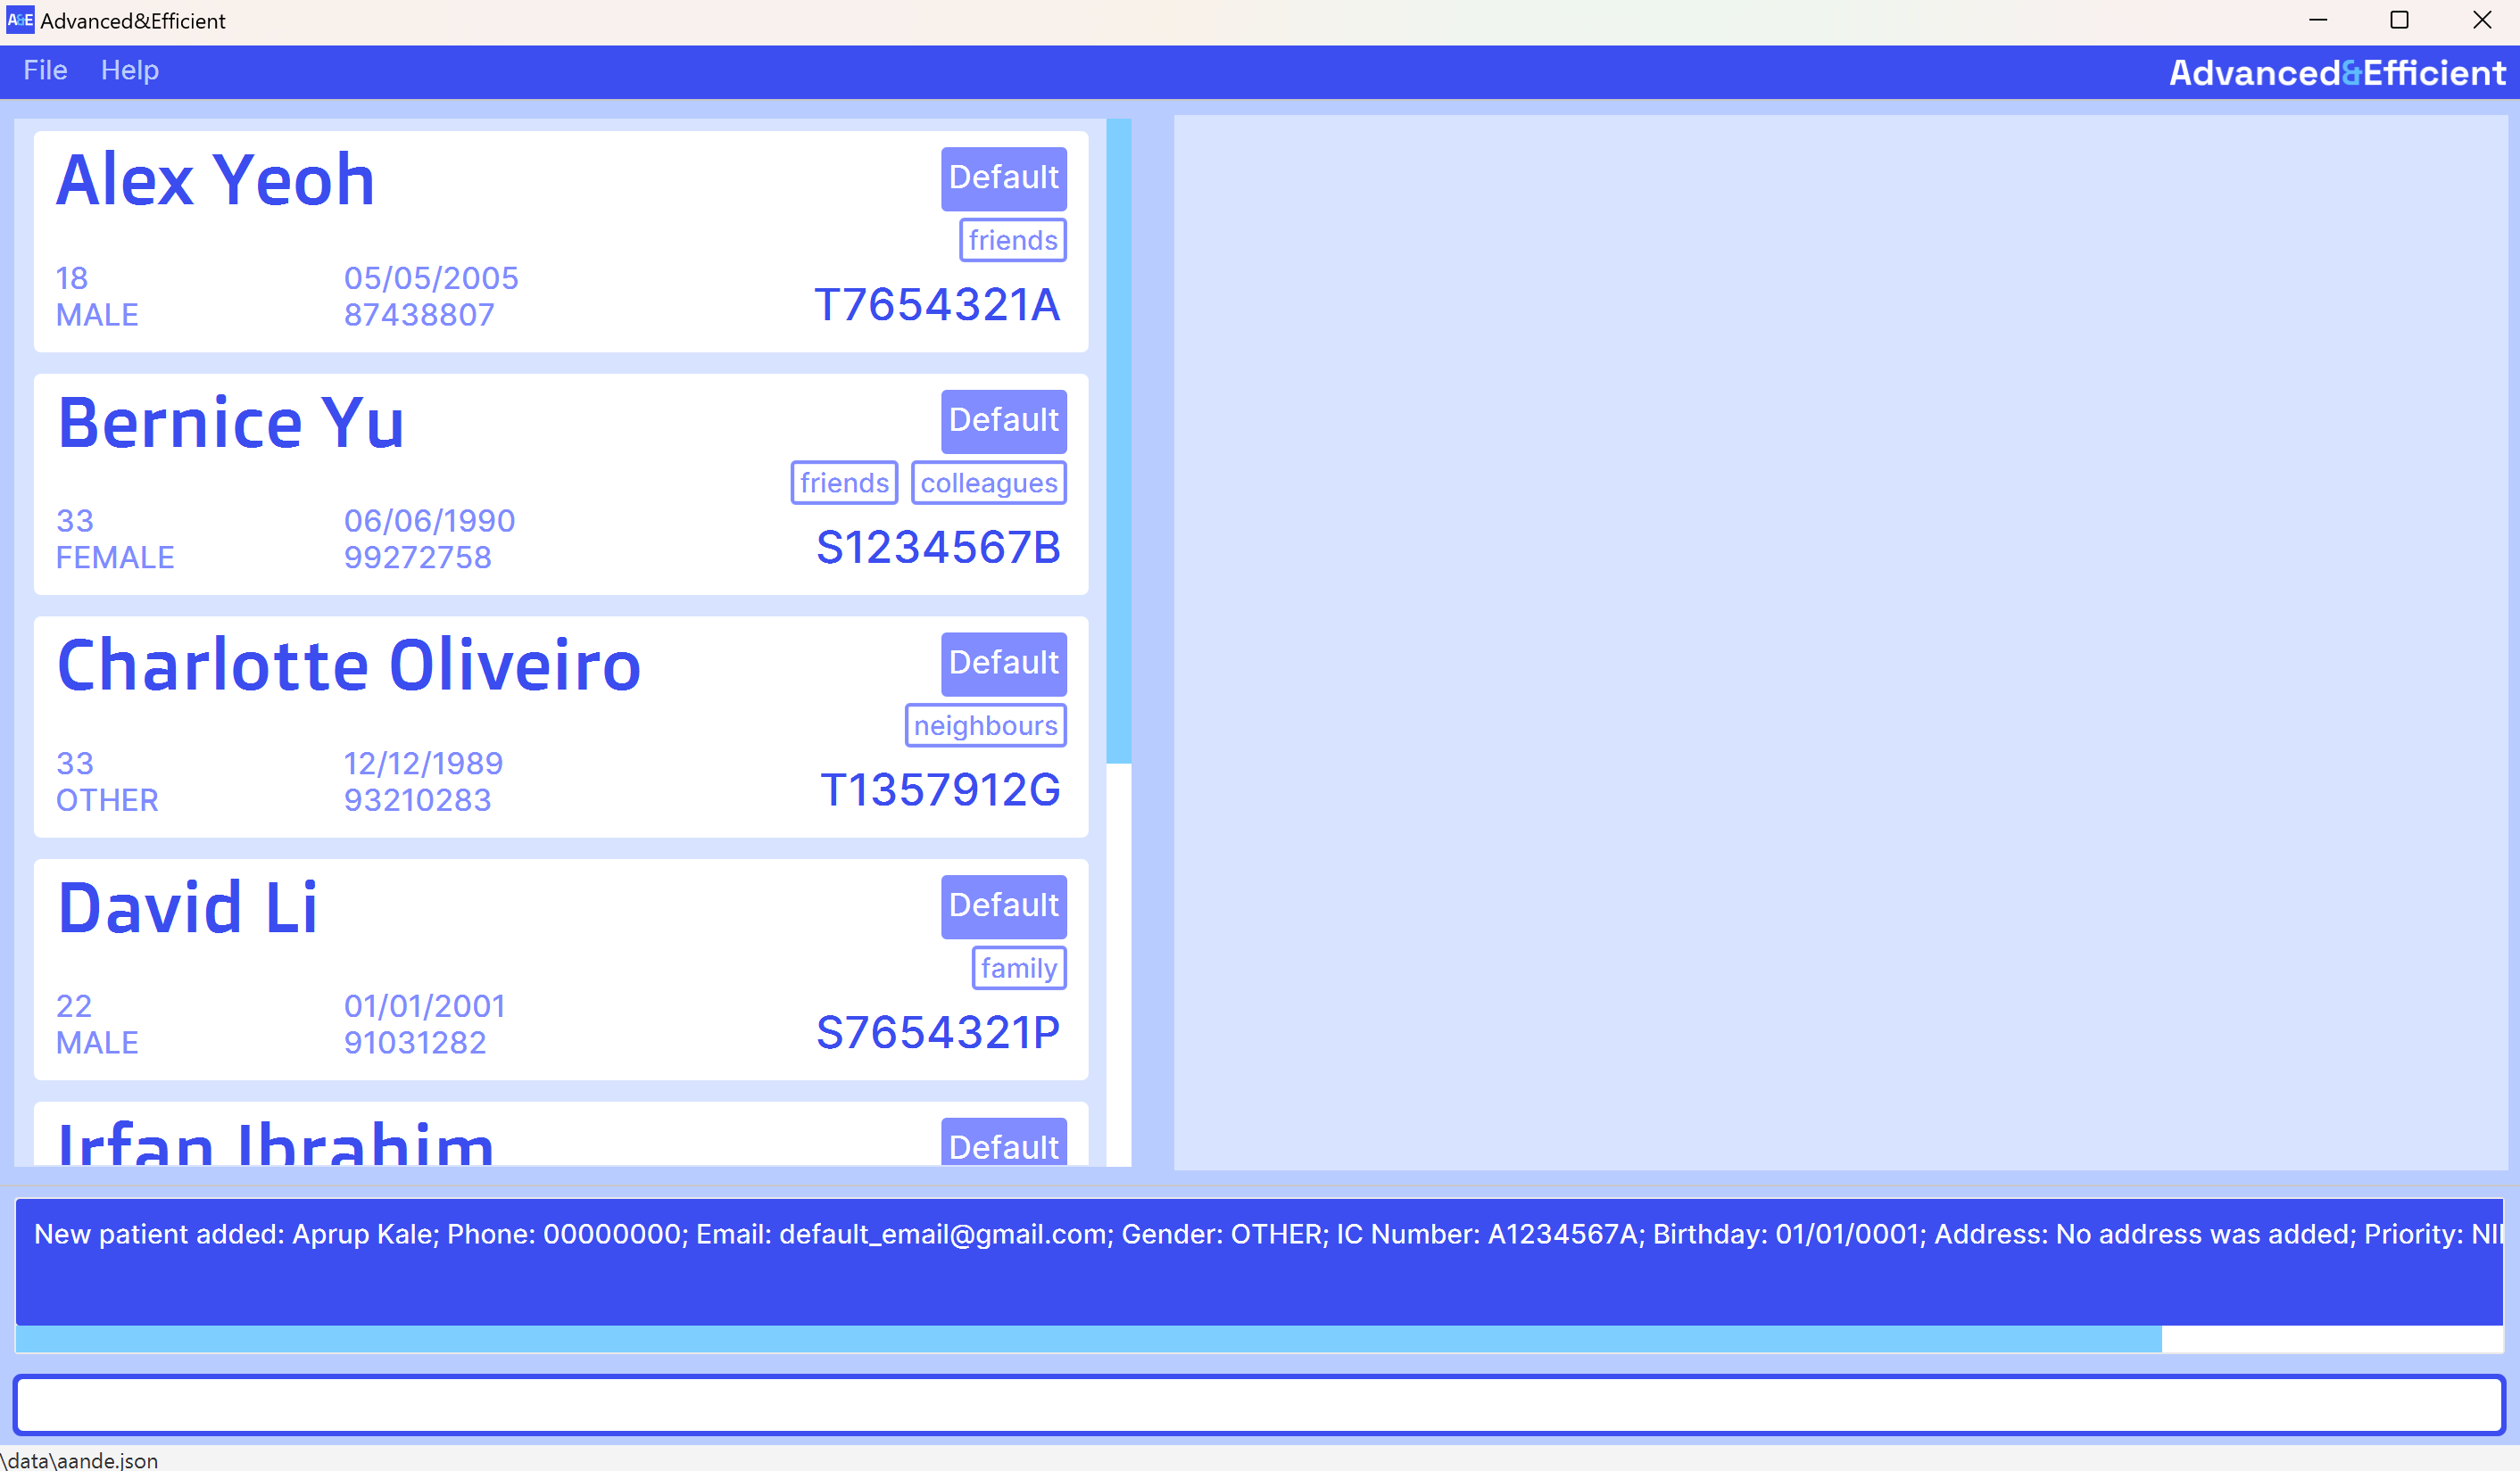 A&E Advanced&Efficient
File Help Advanced&Efficient
Alex Yeoh Default
friends
18 05/05/2005
MALE 87438807 T7654321A
Bernice Yu Default
friends colleagues
33 06/06/1990
FEMALE 99272758 S1234567B
Charlotte Oliveiro Default
neighbours
33 12/12/1989
OTHER 93210283 T1357912G
David Li Default
family
22 01/01/2001
MALE 91031282 S7654321P
Irfan Ibrahim Default
New patient added: Aprup Kale; Phone: 00000000; Email: default_email@gmail.com; Gender: OTHER; IC Number: A1234567A; Birthday: 01/01/0001; Address: No address was added; Priority: NIL
\data\aande.json